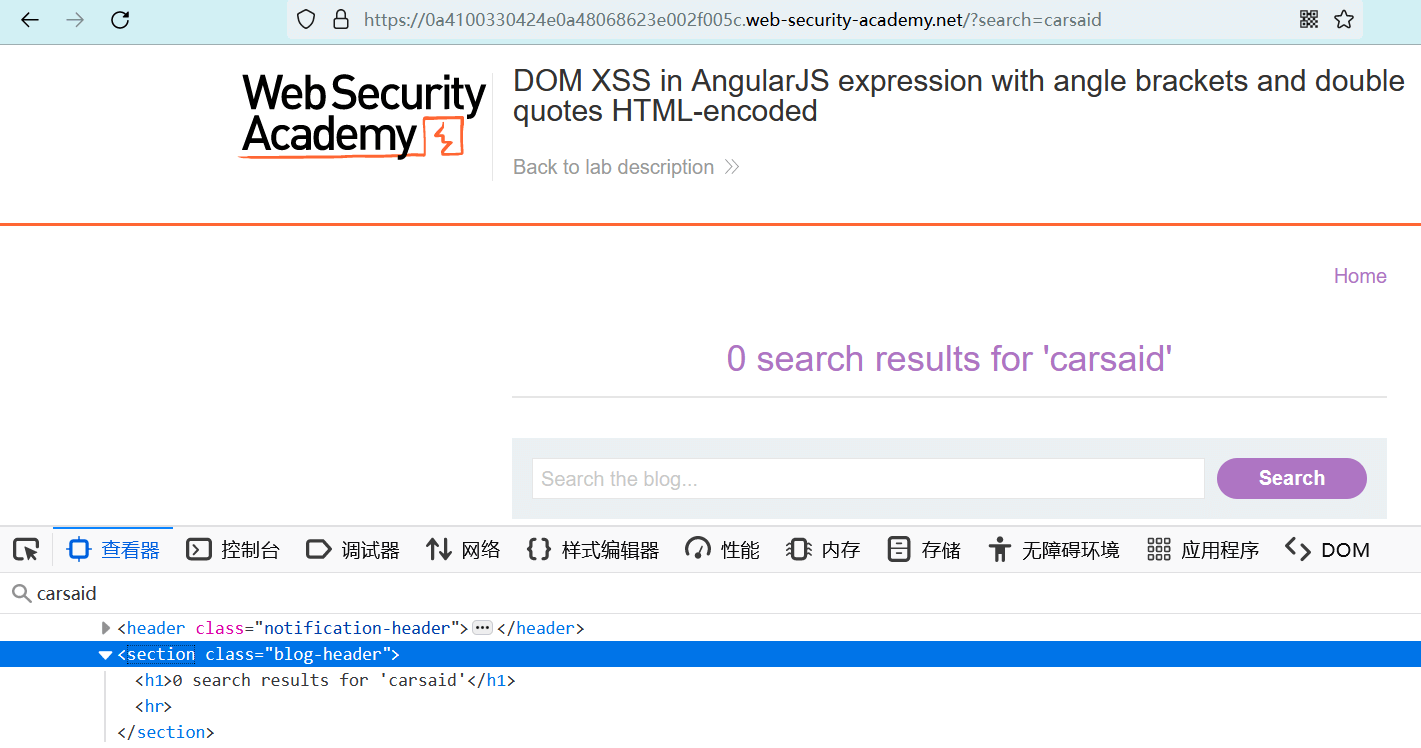 https://0a4100330424e0a48068623e002f005c.web-security-academy.net/?search=carsaid
Web Security
Academy
DOM XSS in AngularJS expression with angle brackets and double
quotes HTML-encoded
Back to lab description
Home
0 search results for 'carsaid'
Search the blog...
Search
查看器 控制台 调试器 网络 样式编辑器 性能 内存 存储 无障碍环境 应用程序 DOM
carsaid
<header class="notification-header"> ••• </header>
<section class="blog-header">
<h1>0 search results for 'carsaid'</h1>
<hr>
</section>